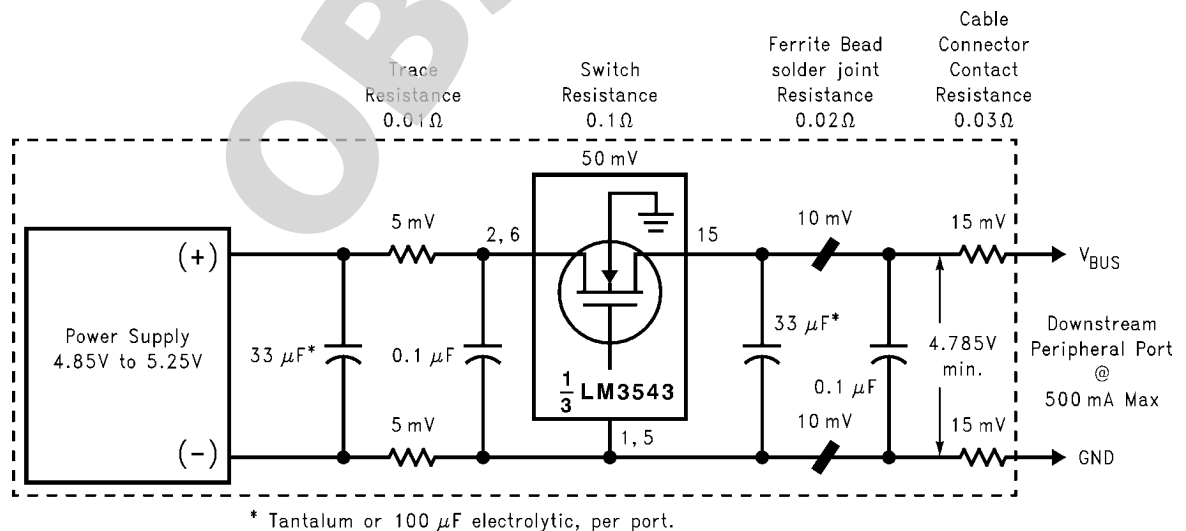 OB
Trace
Resistance
0.01Ω
Switch
Resistance
0.1Ω
Ferrite Bead
solder joint
Resistance
0.02Ω
Cable
Connector
Contact
Resistance
0.03Ω
50 mV
5 mV
2, 6
15
10 mV
15 mV
(+)
V_BUS
Power Supply
4.85V to 5.25V
33 μF*
0.1 μF
1/3 LM3543
33 μF*
0.1 μF
4.785V
min.
Downstream
Peripheral Port
@
500 mA Max
(−)
5 mV
1, 5
10 mV
15 mV
GND
* Tantalum or 100 μF electrolytic, per port.